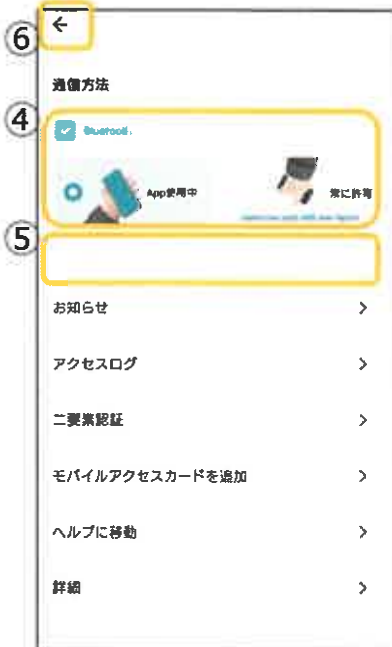 ⑥
←
通信方法
④
Bluetooth
App使用中
常に許可
⑤
お知らせ
アクセスログ
二要素認証
モバイルアクセスカードを追加
ヘルプに移動
詳細